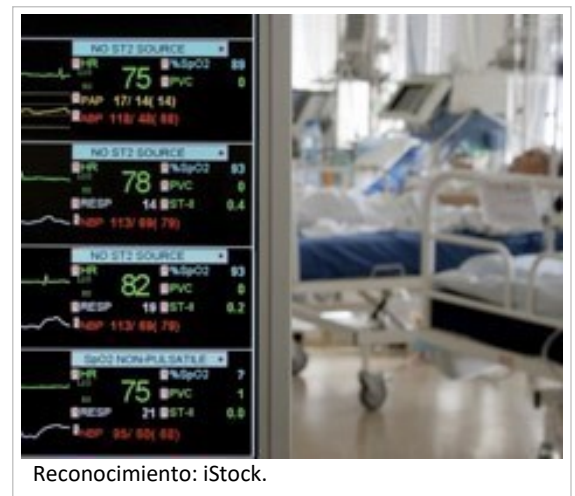 NO ST2 SOURCE
HR %SpO2 89
75 PVC 0
PAP 17/ 14( 14)
118/ 48( 68)
NO ST2 SOURCE
HR %SpO2 93
78 PVC 0
RESP 14 ST-II 0.4
NBP 113/ 69( 79)
NO ST2 SOURCE
HR %SpO2 93
82 PVC 0
RESP 19 ST-II 0.2
NBP 113/ 69( 79)
SpO2 NON-PULSATILE
HR %SpO2 7
75 PVC 1
RESP 21 ST-II 0.0
NBP 95/ 60( 68)
Reconocimiento: iStock.